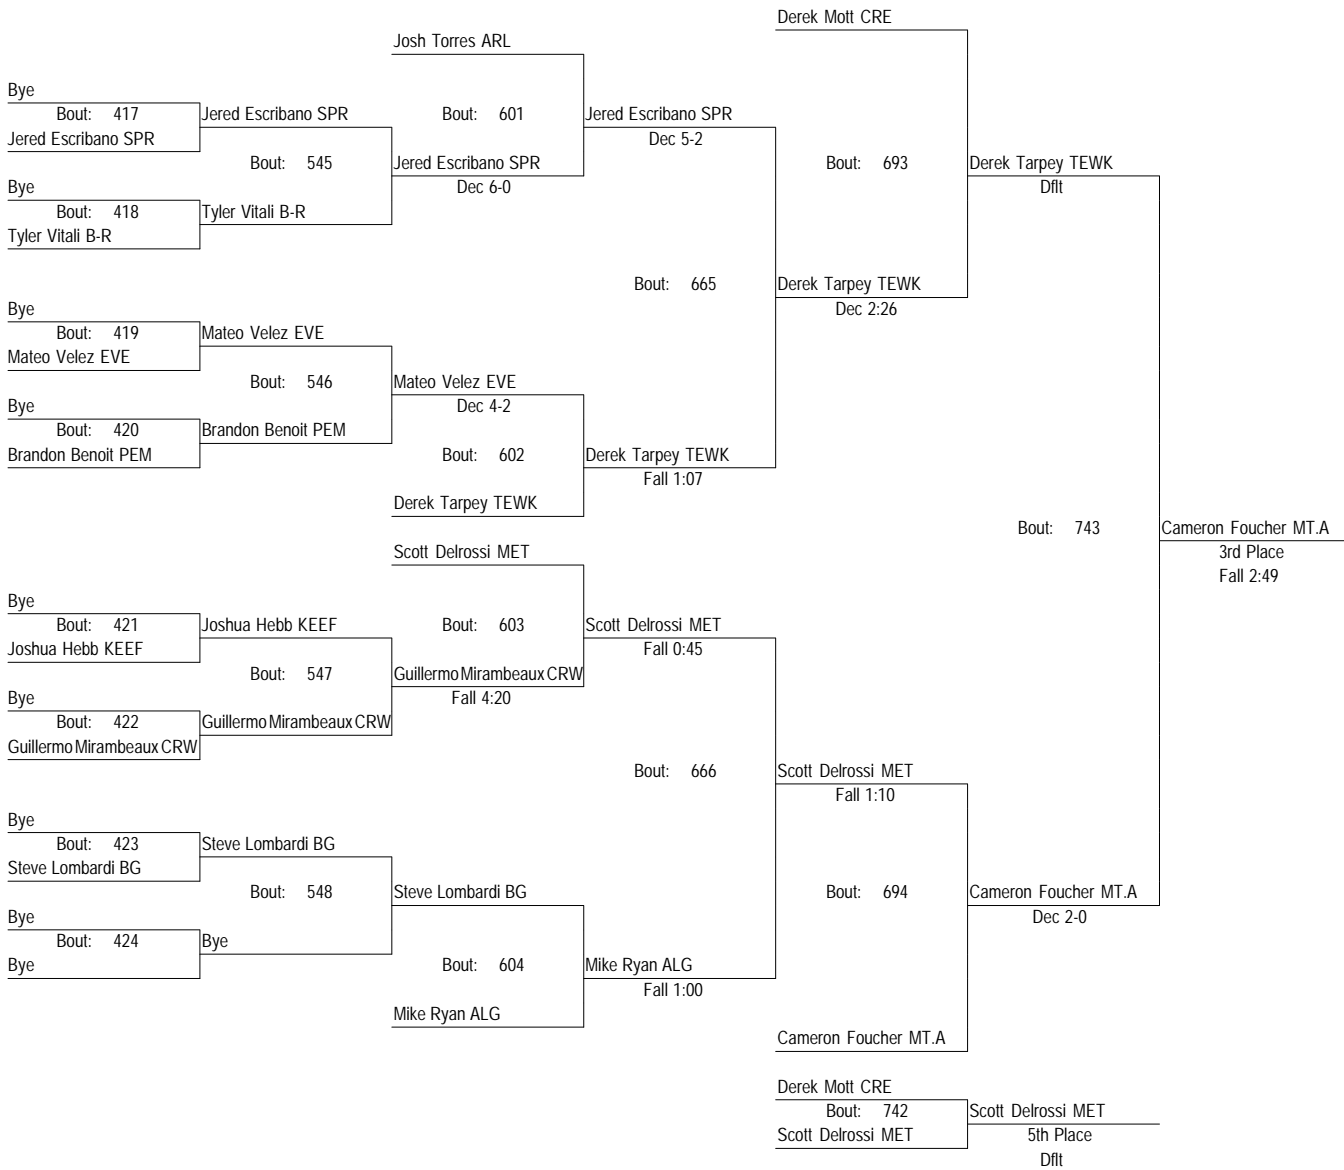 Derek Mott CRE
Josh Torres ARL
Bye
Bout: 417
Jered Escribano SPR
Bout: 601
Jered Escribano SPR
Jered Escribano SPR
Dec 5-2
Bout: 545
Jered Escribano SPR
Bout: 693
Derek Tarpey TEWK
Dec 6-0
Dflt
Bye
Bout: 418
Tyler Vitali B-R
Tyler Vitali B-R
Bout: 665
Derek Tarpey TEWK
Dec 2:26
Bye
Bout: 419
Mateo Velez EVE
Mateo Velez EVE
Bout: 546
Mateo Velez EVE
Dec 4-2
Bye
Bout: 420
Brandon Benoit PEM
Brandon Benoit PEM
Bout: 602
Derek Tarpey TEWK
Fall 1:07
Derek Tarpey TEWK
Bout: 743
Cameron Foucher MT.A
3rd Place
Fall 2:49
Scott Delrossi MET
Bye
Bout: 421
Joshua Hebb KEEF
Bout: 603
Scott Delrossi MET
Joshua Hebb KEEF
Fall 0:45
Bout: 547
Guillermo Mirambeaux CRW
Fall 4:20
Bye
Bout: 422
Guillermo Mirambeaux CRW
Guillermo Mirambeaux CRW
Bout: 666
Scott Delrossi MET
Fall 1:10
Bye
Bout: 423
Steve Lombardi BG
Steve Lombardi BG
Bout: 548
Steve Lombardi BG
Bout: 694
Cameron Foucher MT.A
Dec 2-0
Bye
Bout: 424
Bye
Bye
Bout: 604
Mike Ryan ALG
Fall 1:00
Mike Ryan ALG
Cameron Foucher MT.A
Derek Mott CRE
Bout: 742
Scott Delrossi MET
Scott Delrossi MET
5th Place
Dflt